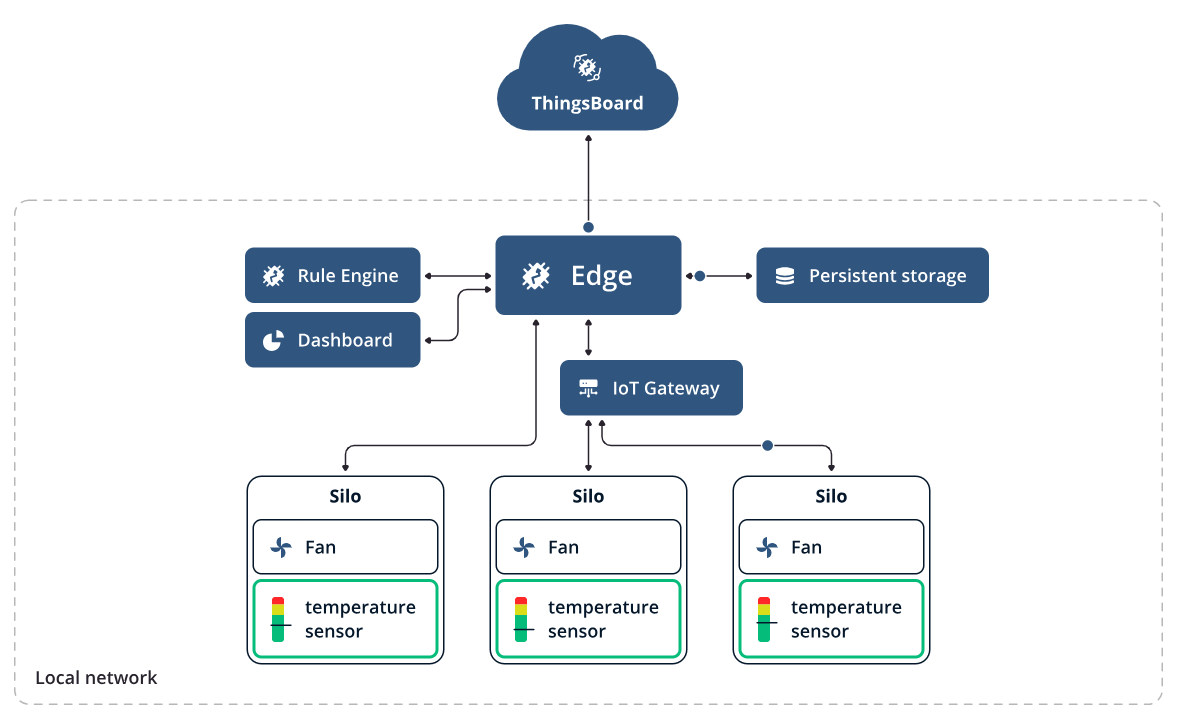 ThingsBoard
Rule Engine
Edge
Persistent storage
Dashboard
IoT Gateway
Silo
Fan
temperature
sensor
Silo
Fan
temperature
sensor
Silo
Fan
temperature
sensor
Local network